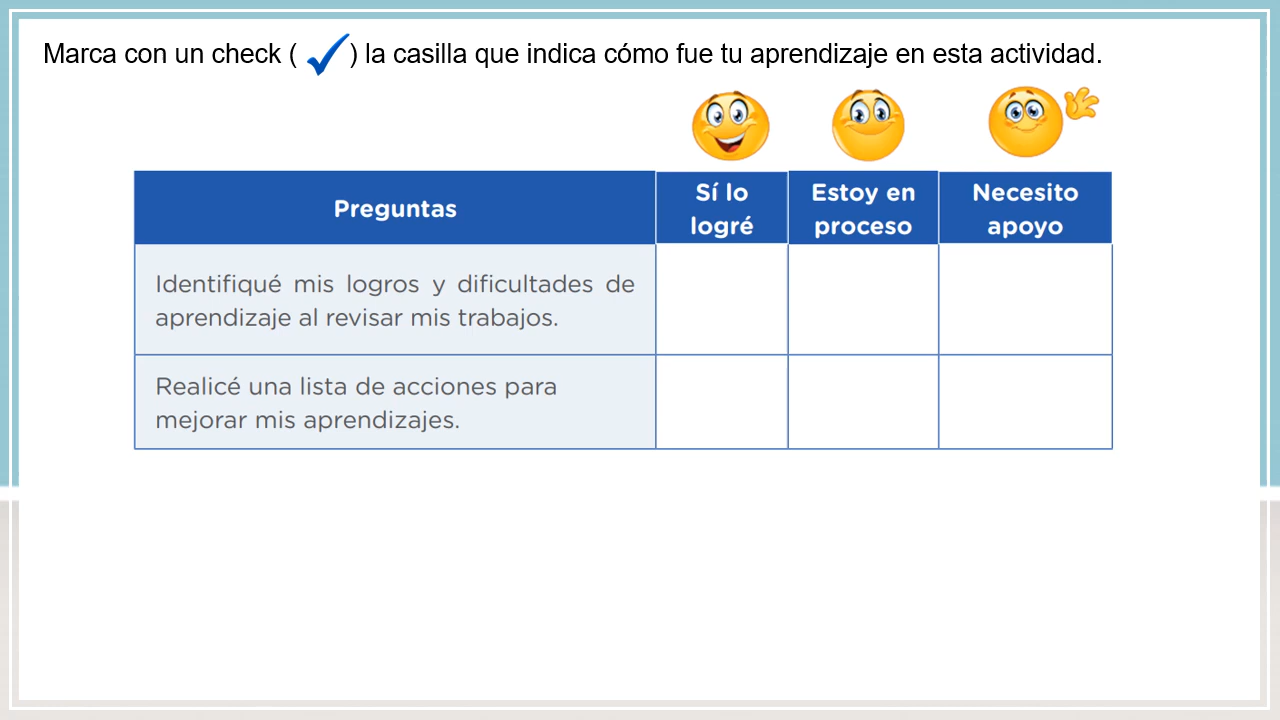 Marca con un check ( ) la casilla que indica cómo fue tu aprendizaje en esta actividad.
Preguntas
Sí lo
logré
Estoy en
proceso
Necesito
apoyo
Identifiqué mis logros y dificultades de
aprendizaje al revisar mis trabajos.
Realicé una lista de acciones para
mejorar mis aprendizajes.